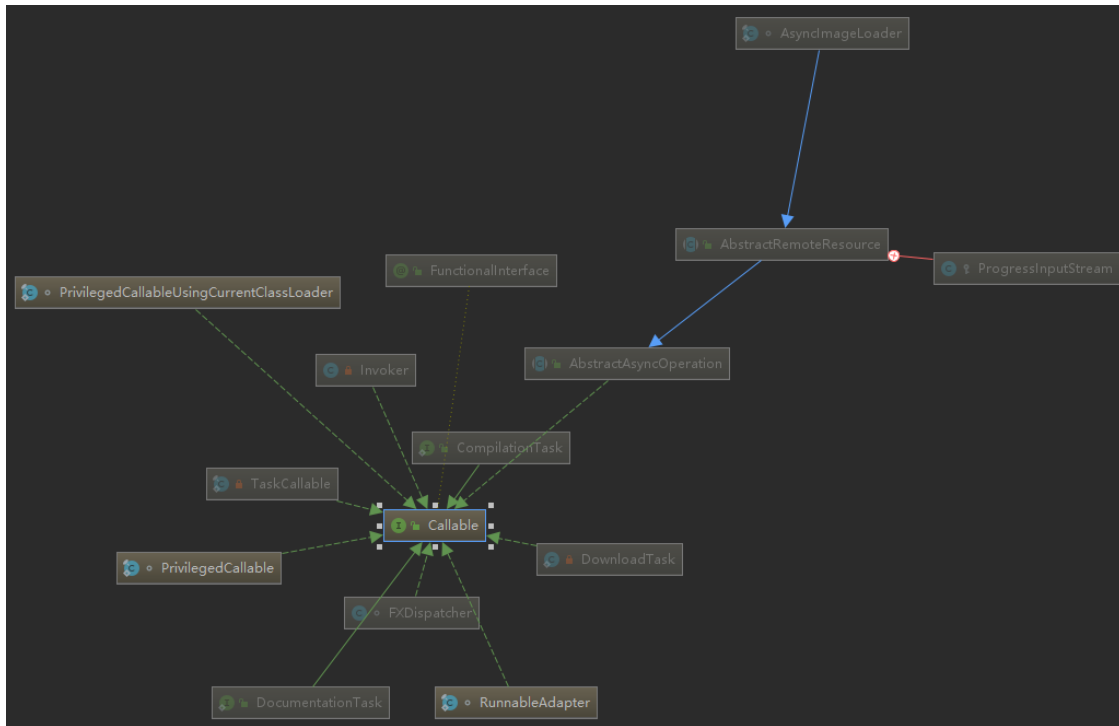 AsyncImageLoader
AbstractRemoteResource
FunctionalInterface
ProgressInputStream
PrivilegedCallableUsingCurrentClassLoader
Invoker
AbstractAsyncOperation
CompilationTask
TaskCallable
Callable
PrivilegedCallable
DownloadTask
FXDispatcher
DocumentationTask
RunnableAdapter